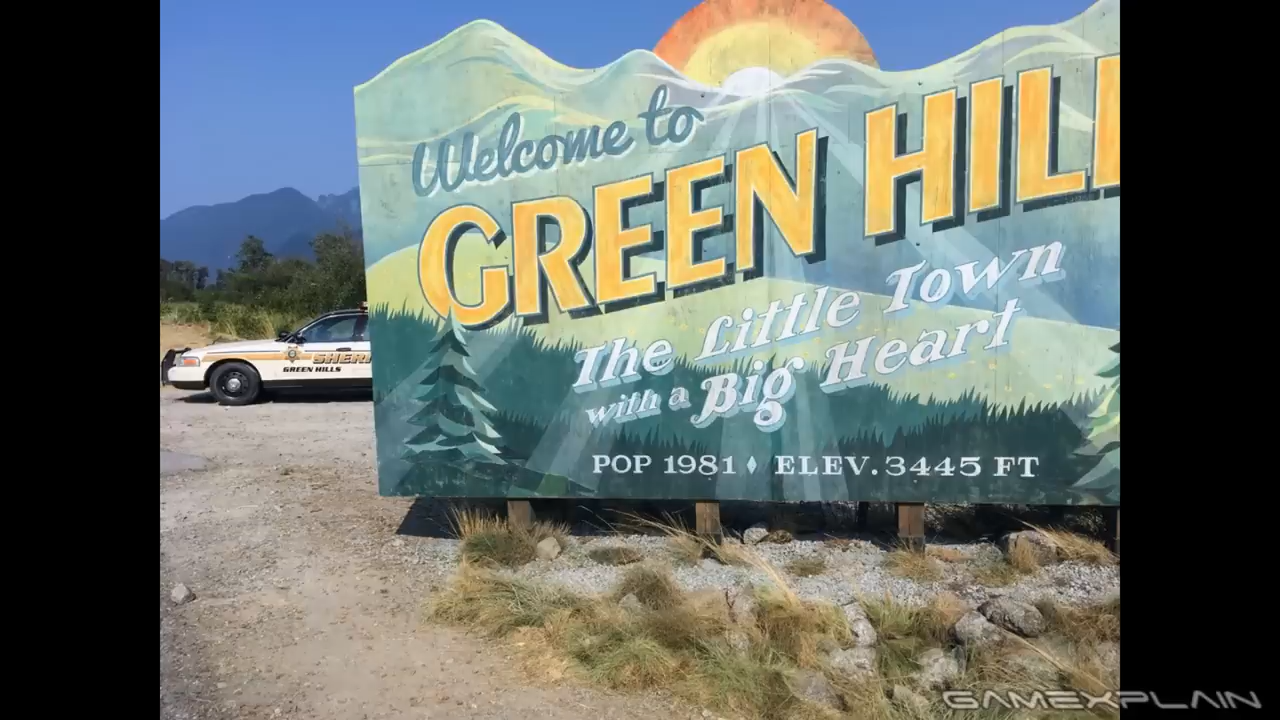 Welcome to
GREEN HILL
The Little Town
with a Big Heart
POP 1981 ♦ ELEV. 3445 FT
SHERI
GREEN HILLS
GAMEXPLAIN